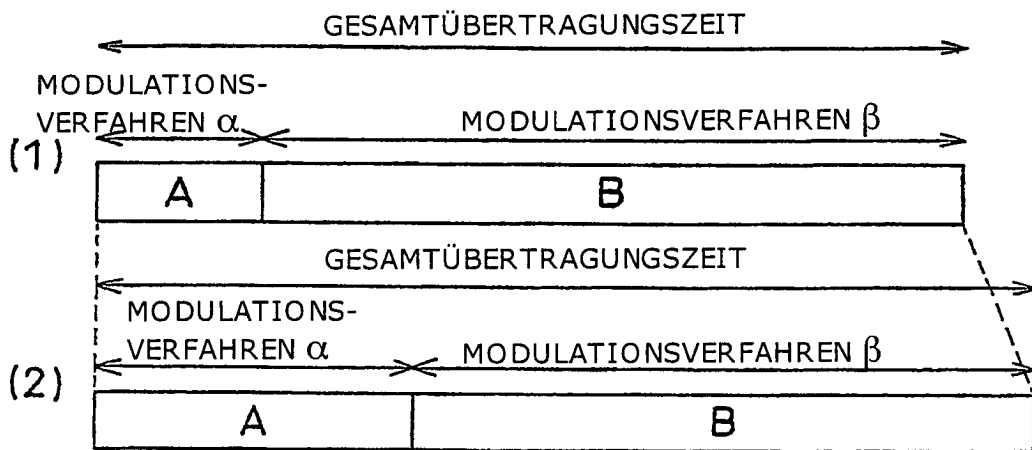 GESAMTÜBERTRAGUNGSZEIT
MODULATIONS-
VERFAHREN α
MODULATIONSVERFAHREN β
(1)
A B
GESAMTÜBERTRAGUNGSZEIT
MODULATIONS-
VERFAHREN α
MODULATIONSVERFAHREN β
(2)
A B